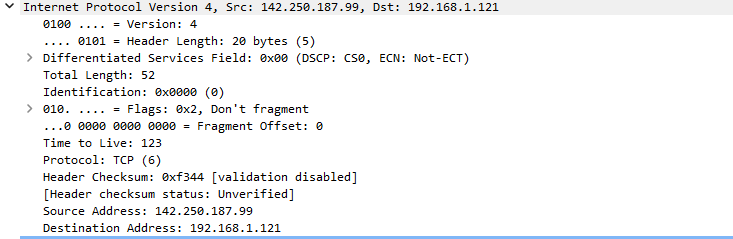 Internet Protocol Version 4, Src: 142.250.187.99, Dst: 192.168.1.121
0100 .... = Version: 4
.... 0101 = Header Length: 20 bytes (5)
Differentiated Services Field: 0x00 (DSCP: CS0, ECN: Not-ECT)
Total Length: 52
Identification: 0x0000 (0)
010. .... = Flags: 0x2, Don't fragment
...0 0000 0000 0000 = Fragment Offset: 0
Time to Live: 123
Protocol: TCP (6)
Header Checksum: 0xf344 [validation disabled]
[Header checksum status: Unverified]
Source Address: 142.250.187.99
Destination Address: 192.168.1.121